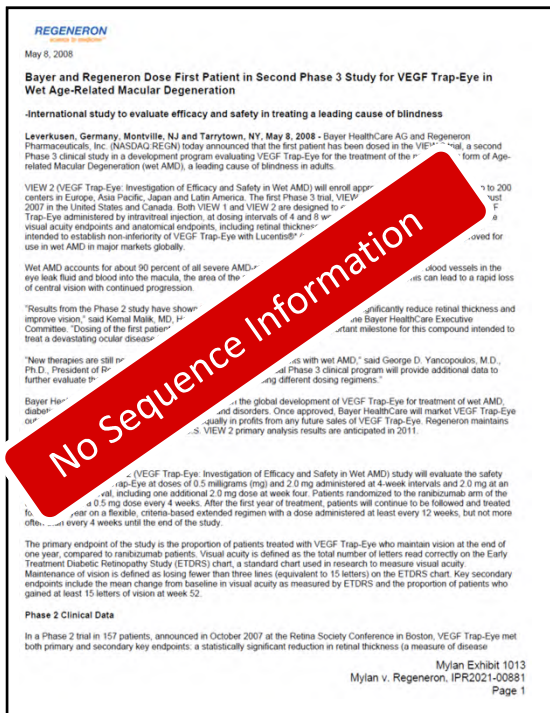 REGENERON
science to medicine
May 8, 2008
Bayer and Regeneron Dose First Patient in Second Phase 3 Study for VEGF Trap-Eye in
Wet Age-Related Macular Degeneration
-International study to evaluate efficacy and safety in treating a leading cause of blindness
Leverkusen, Germany, Montville, NJ and Tarrytown, NY, May 8, 2008 - Bayer HealthCare AG and Regeneron
Pharmaceuticals, Inc. (NASDAQ:REGN) today announced that the first patient has been dosed in the VIEW trial, a second
Phase 3 clinical study in a development program evaluating VEGF Trap-Eye for the treatment of the form of Age-
related Macular Degeneration (wet AMD), a leading cause of blindness in adults.
VIEW 2 (VEGF Trap-Eye: Investigation of Efficacy and Safety in Wet AMD) will enroll to 200
centers in Europe, Asia Pacific, Japan and Latin America. The first Phase 3 trial, VIEW
2007 in the United States and Canada. Both VIEW 1 and VIEW 2 are designed to
Trap-Eye administered by intravitreal injection, at dosing intervals of 4 and 8
visual acuity endpoints and anatomical endpoints, including retinal
intended to establish non-inferiority of VEGF Trap-Eye with Lucentis® for
use in wet AMD in major markets globally.
Wet AMD accounts for about 90 percent of all severe blood vessels in the
eye leak fluid and blood into the macula, the area of the can lead to a rapid loss
of central vision with continued progression.
"Results from the Phase 2 study have reduce retinal thickness and
improve vision," said Kemal Malik, MD, Bayer HealthCare Executive
Committee. "Dosing of the first milestone for this compound intended to
treat a devastating ocular
"New therapies are still with wet AMD," said George D. Yancopoulos, M.D.,
Ph.D., President of Phase 3 clinical program will provide additional data to
further evaluate different dosing regimens."
Bayer the global development of VEGF Trap-Eye for treatment of wet AMD,
and disorders. Once approved, Bayer HealthCare will market VEGF Trap-Eye
in profits from any future sales of VEGF Trap-Eye. Regeneron maintains
VIEW 2 primary analysis results are anticipated in 2011.
No Sequence Information
(VEGF Trap-Eye: Investigation of Efficacy and Safety in Wet AMD) study will evaluate the safety
at doses of 0.5 milligrams (mg) and 2.0 mg administered at 4-week intervals and 2.0 mg at an
including one additional 2.0 mg dose at week four. Patients randomized to the ranibizumab arm of the
0.5 mg dose every 4 weeks. After the first year of treatment, patients will continue to be followed and treated
on a flexible, criteria-based extended regimen with a dose administered at least every 12 weeks, but not more
every 4 weeks until the end of the study.
The primary endpoint of the study is the proportion of patients treated with VEGF Trap-Eye who maintain vision at the end of
one year, compared to ranibizumab patients. Visual acuity is defined as the total number of letters read correctly on the Early
Treatment Diabetic Retinopathy Study (ETDRS) chart, a standard chart used in research to measure visual acuity.
Maintenance of vision is defined as losing fewer than three lines (equivalent to 15 letters) on the ETDRS chart. Key secondary
endpoints include the mean change from baseline in visual acuity as measured by ETDRS and the proportion of patients who
gained at least 15 letters of vision at week 52.
Phase 2 Clinical Data
In a Phase 2 trial in 157 patients, announced in October 2007 at the Retina Society Conference in Boston, VEGF Trap-Eye met
both primary and secondary key endpoints: a statistically significant reduction in retinal thickness (a measure of disease
Mylan Exhibit 1013
Mylan v. Regeneron, IPR2021-00881
Page 1